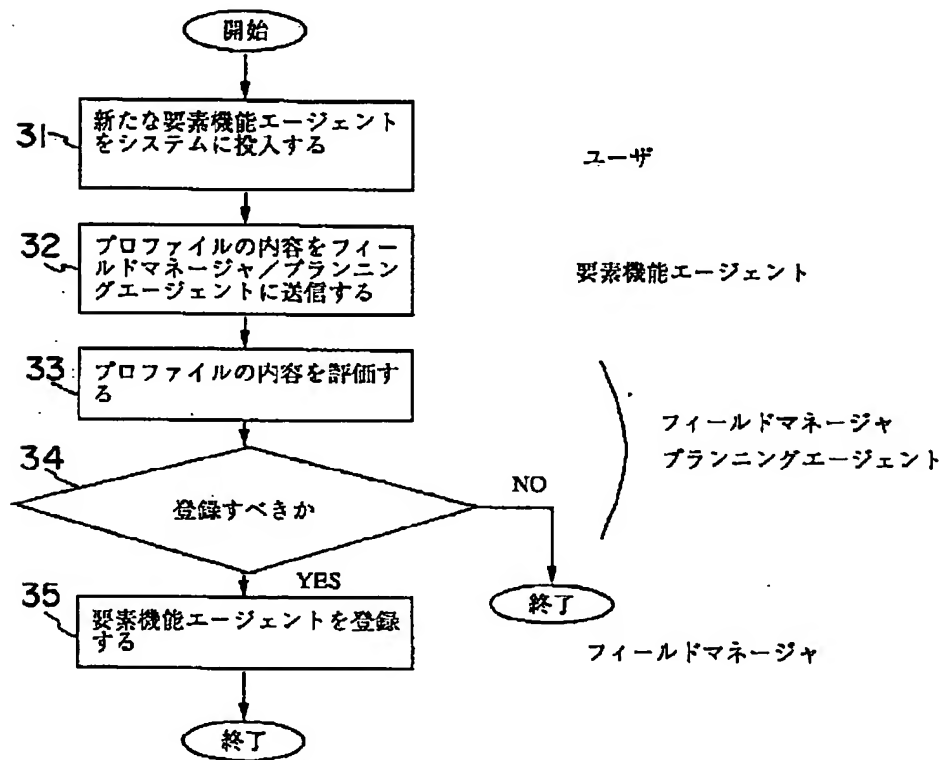 開始
31
新たな要素機能エージェント
をシステムに投入する
ユーザ
32
プロファイルの内容をフィー
ルドマネージャ/プランニン
グエージェントに送信する
要素機能エージェント
33
プロファイルの内容を評価す
る
フィールドマネージャ
プランニングエージェント
34
登録すべきか
NO
YES
終了
35
要素機能エージェントを登録
する
フィールドマネージャ
終了